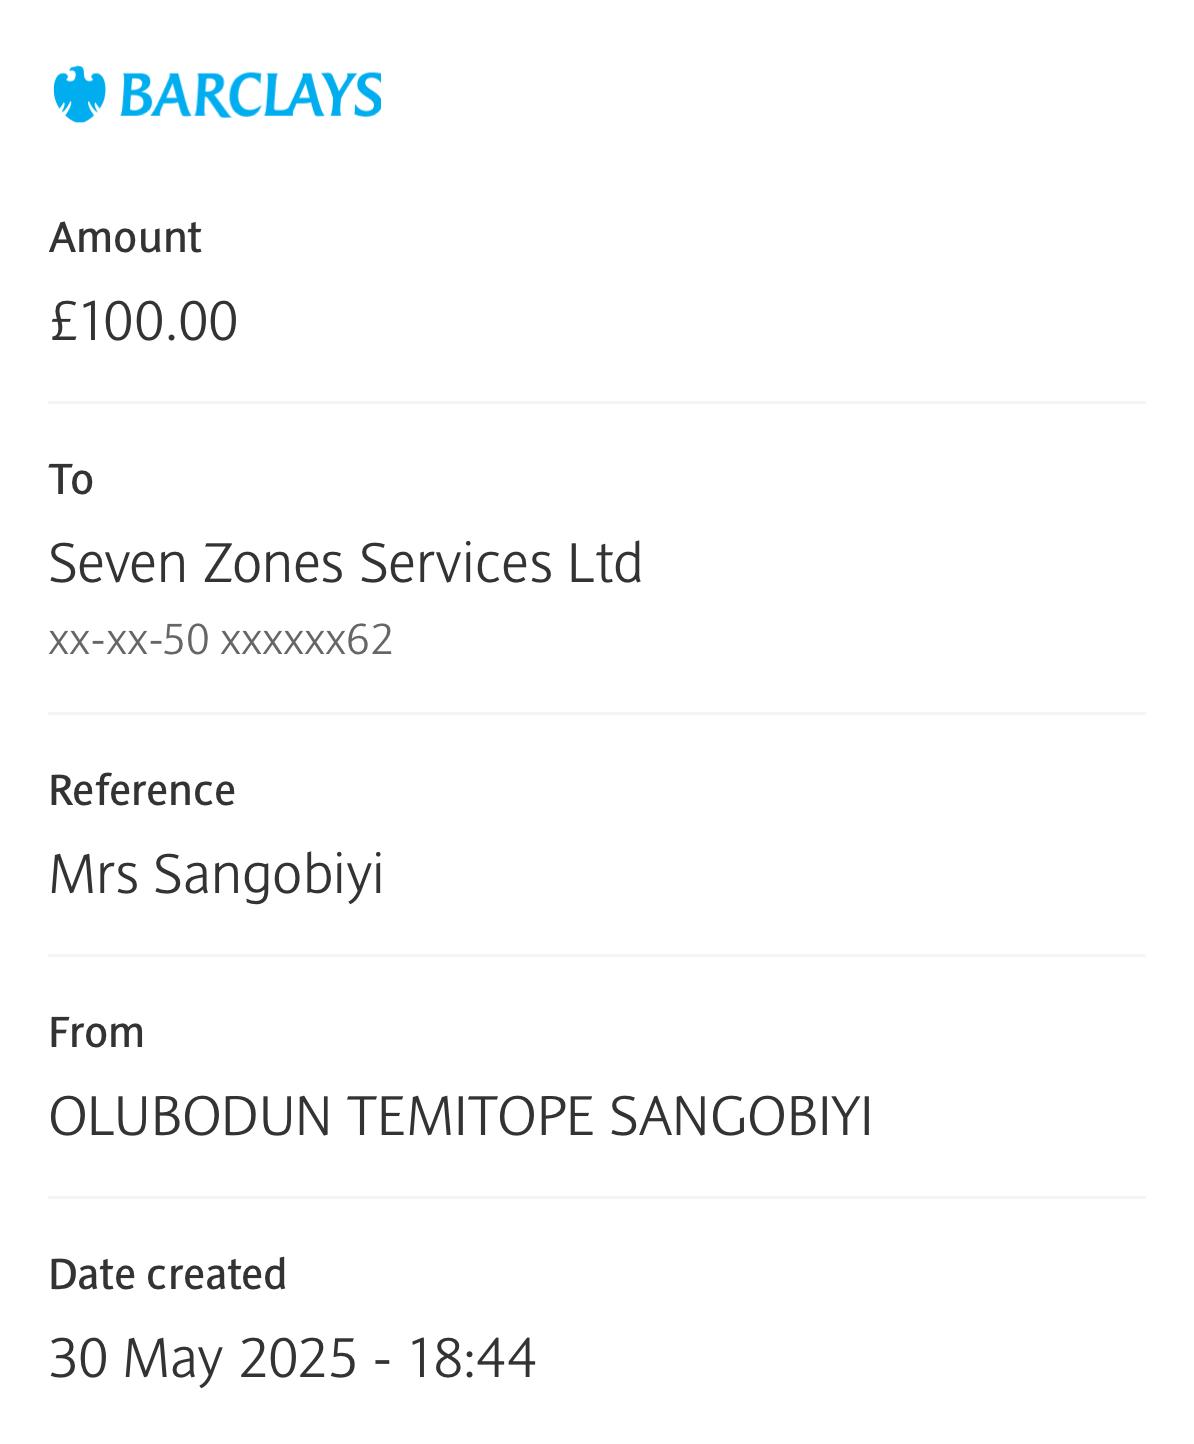 BARCLAYS
Amount
£100.00
To
Seven Zones Services Ltd
xx-xx-50 xxxxxx62
Reference
Mrs Sangobiyi
From
OLUBODUN TEMITOPE SANGOBIYI
Date created
30 May 2025 - 18:44